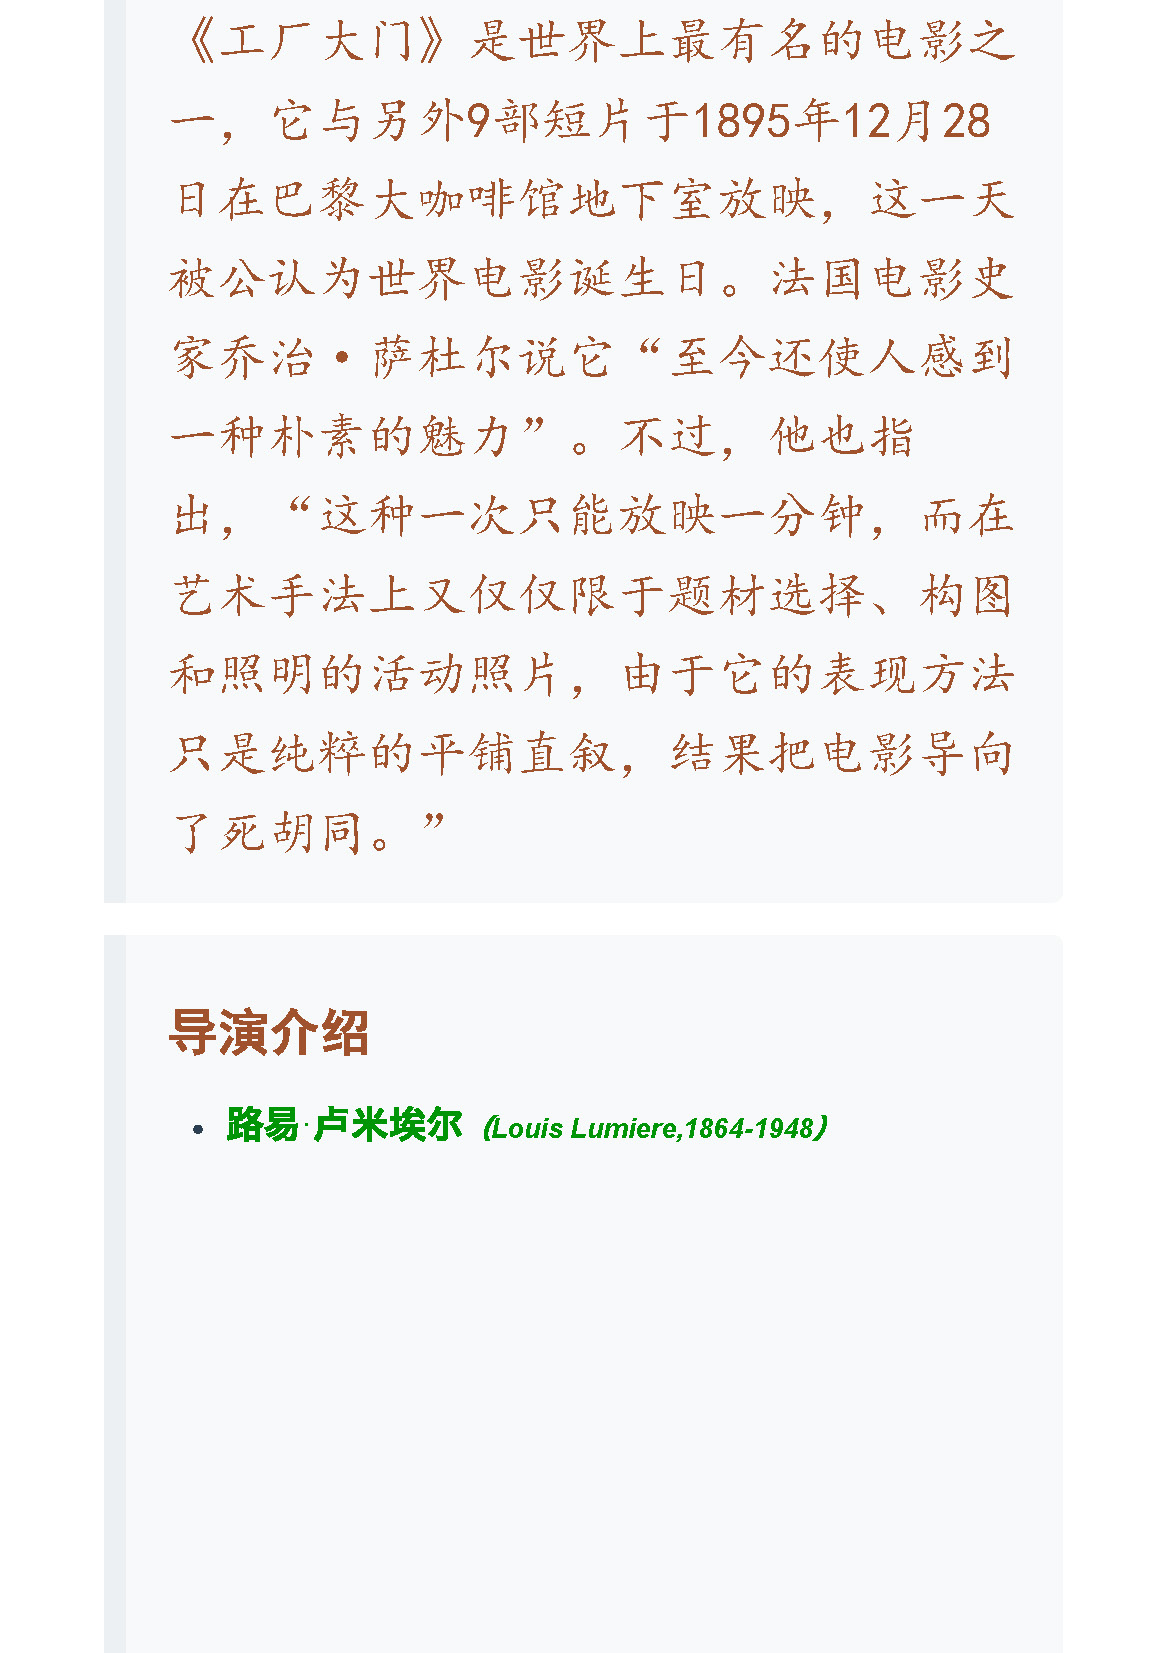 《工厂大门》是世界上最有名的电影之
一，它与另外9部短片于1895年12月28
日在巴黎大咖啡馆地下室放映，这一天
被公认为世界电影诞生日。法国电影史
家乔治·萨杜尔说它“至今还使人感到
一种朴素的魅力”。不过，他也指
出，“这种一次只能放映一分钟，而在
艺术手法上又仅仅限于题材选择、构图
和照明的活动照片，由于它的表现方法
只是纯粹的平铺直叙，结果把电影导向
了死胡同。”
导演介绍
• 路易·卢米埃尔（Louis Lumiere,1864-1948）